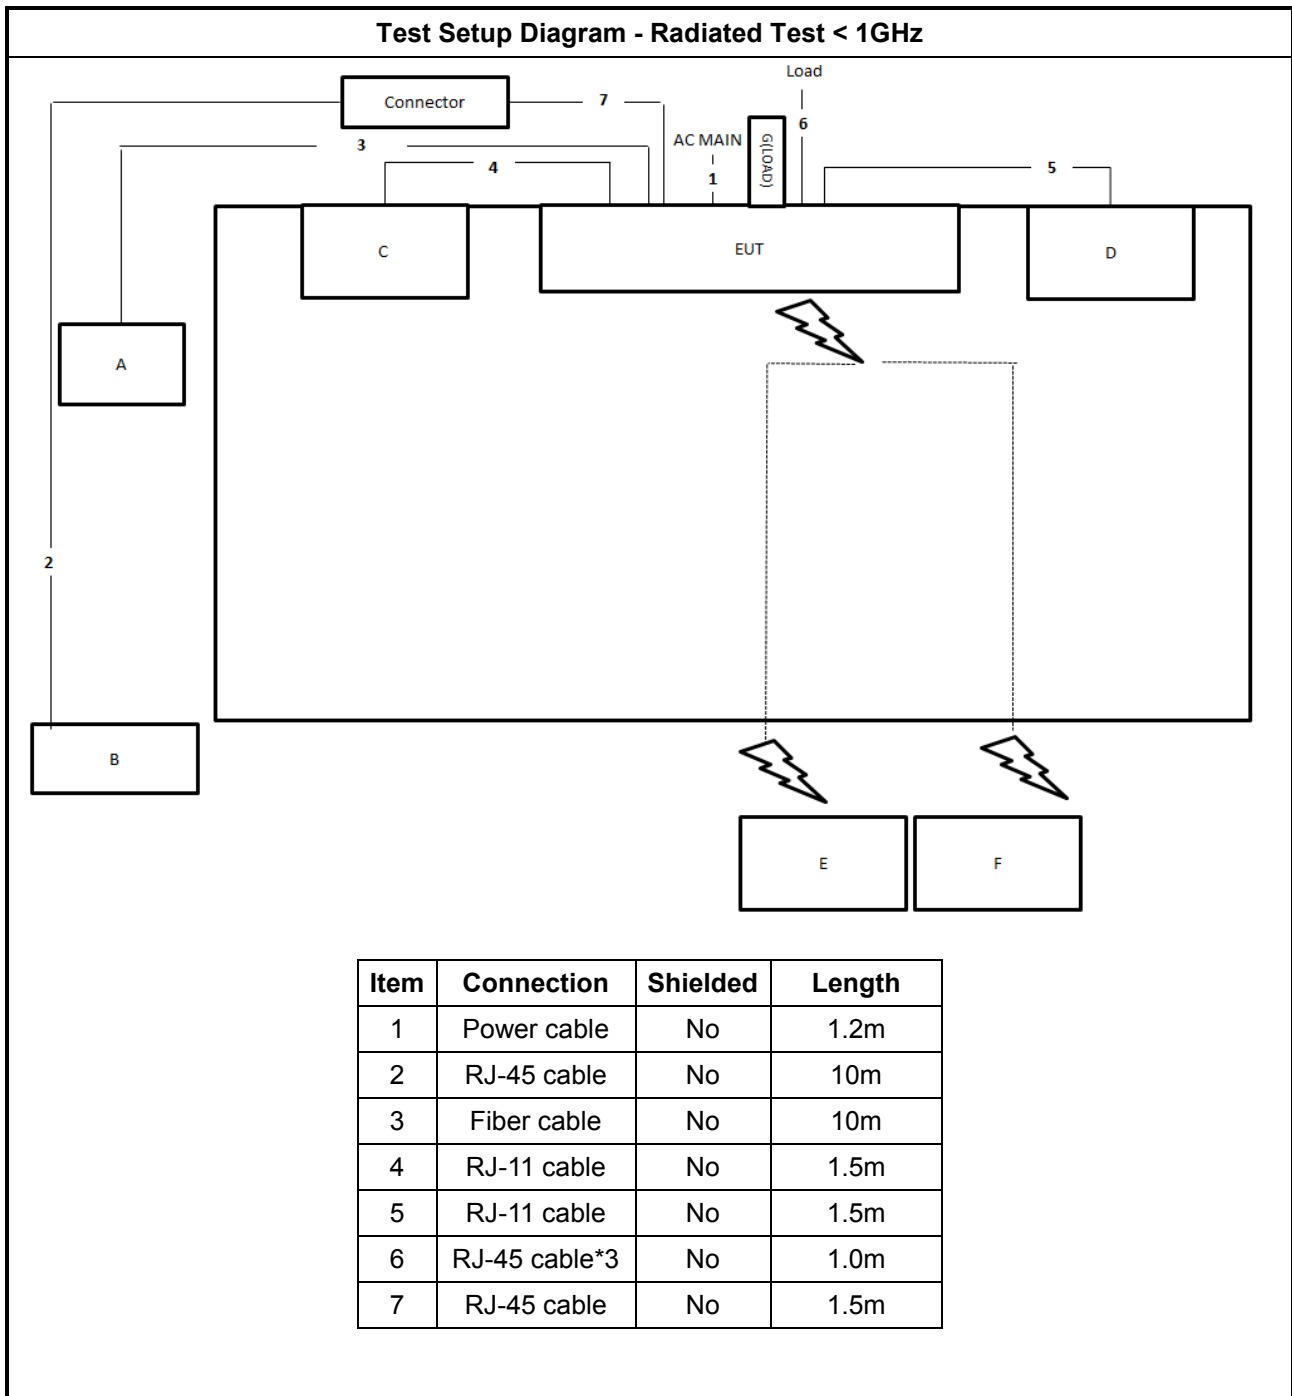 Test Setup Diagram - Radiated Test < 1GHz
Load
Connector
7
6
AC MAIN
G(LOAD)
3
4
5
1
C
EUT
D
A
2
B
E
F
Item Connection Shielded Length
1 Power cable No 1.2m
2 RJ-45 cable No 10m
3 Fiber cable No 10m
4 RJ-11 cable No 1.5m
5 RJ-11 cable No 1.5m
6 RJ-45 cable*3 No 1.0m
7 RJ-45 cable No 1.5m